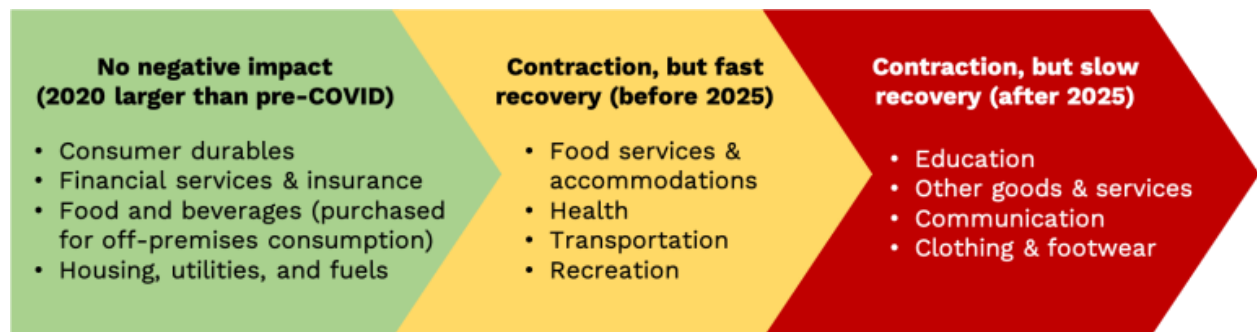 No negative impact
(2020 larger than pre-COVID)
• Consumer durables
• Financial services & insurance
• Food and beverages (purchased
for off-premises consumption)
• Housing, utilities, and fuels
Contraction, but fast
recovery (before 2025)
• Food services &
accommodations
• Health
• Transportation
• Recreation
Contraction, but slow
recovery (after 2025)
• Education
• Other goods & services
• Communication
• Clothing & footwear